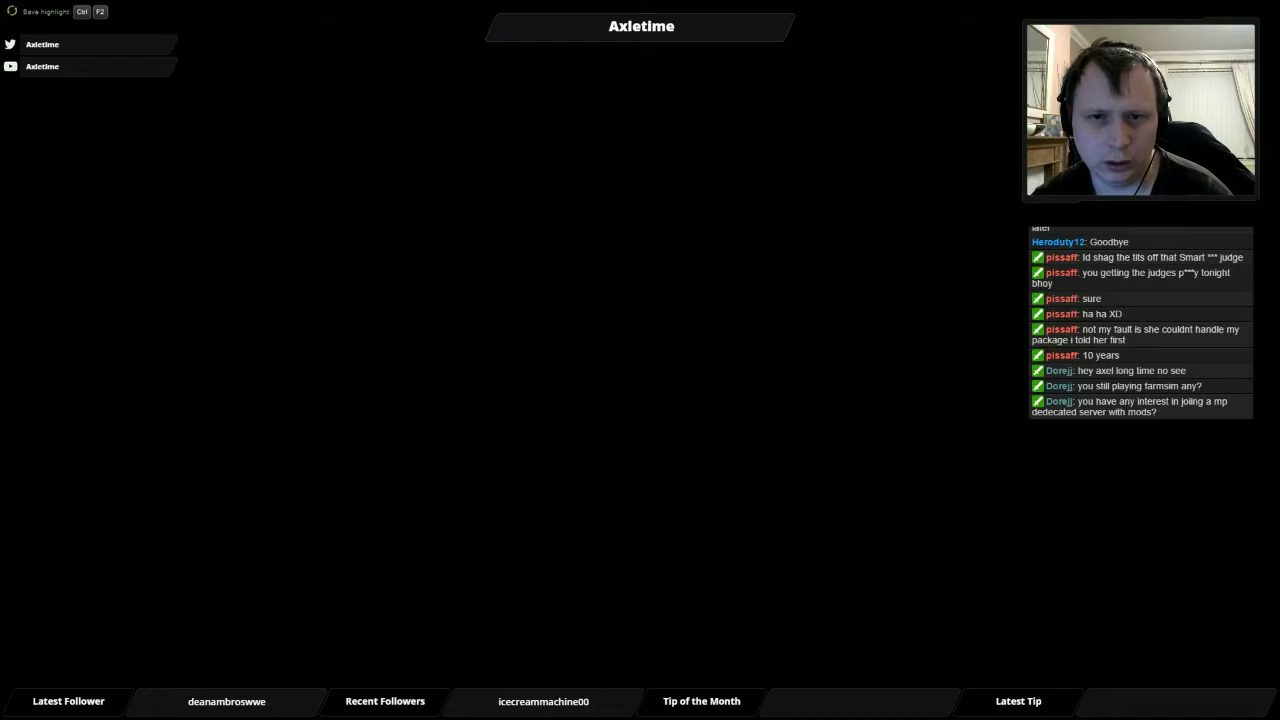 Save highlight: Ctrl F2
Axletime
Axletime
Axletime
later
Heroduty12: Goodbye
pissaff: Id shag the tits off that Smart *** judge
pissaff: you getting the judges p***y tonight
bhoy
pissaff: sure
pissaff: ha ha XD
pissaff: not my fault is she couldnt handle my
package i told her first
pissaff: 10 years
Dorejj: hey axel long time no see
Dorejj: you still playing farmsim any?
Dorejj: you have any interest in joiing a mp
dedecated server with mods?
Latest Follower deanambroswwe Recent Followers icecreammachine00 Tip of the Month Latest Tip